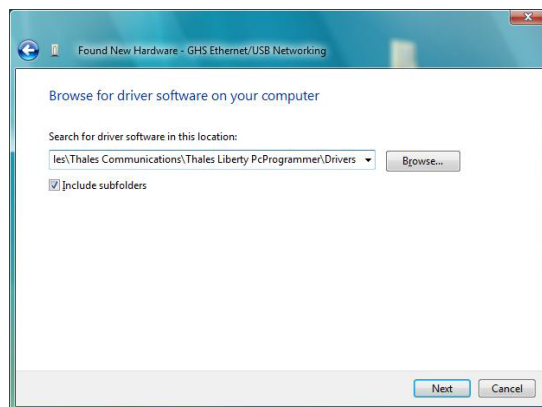 Found New Hardware - GHS Ethernet/USB Networking
Browse for driver software on your computer
Search for driver software in this location:
les\Thales Communications\Thales Liberty PcProgrammer\Drivers
Browse...
Include subfolders
Next
Cancel